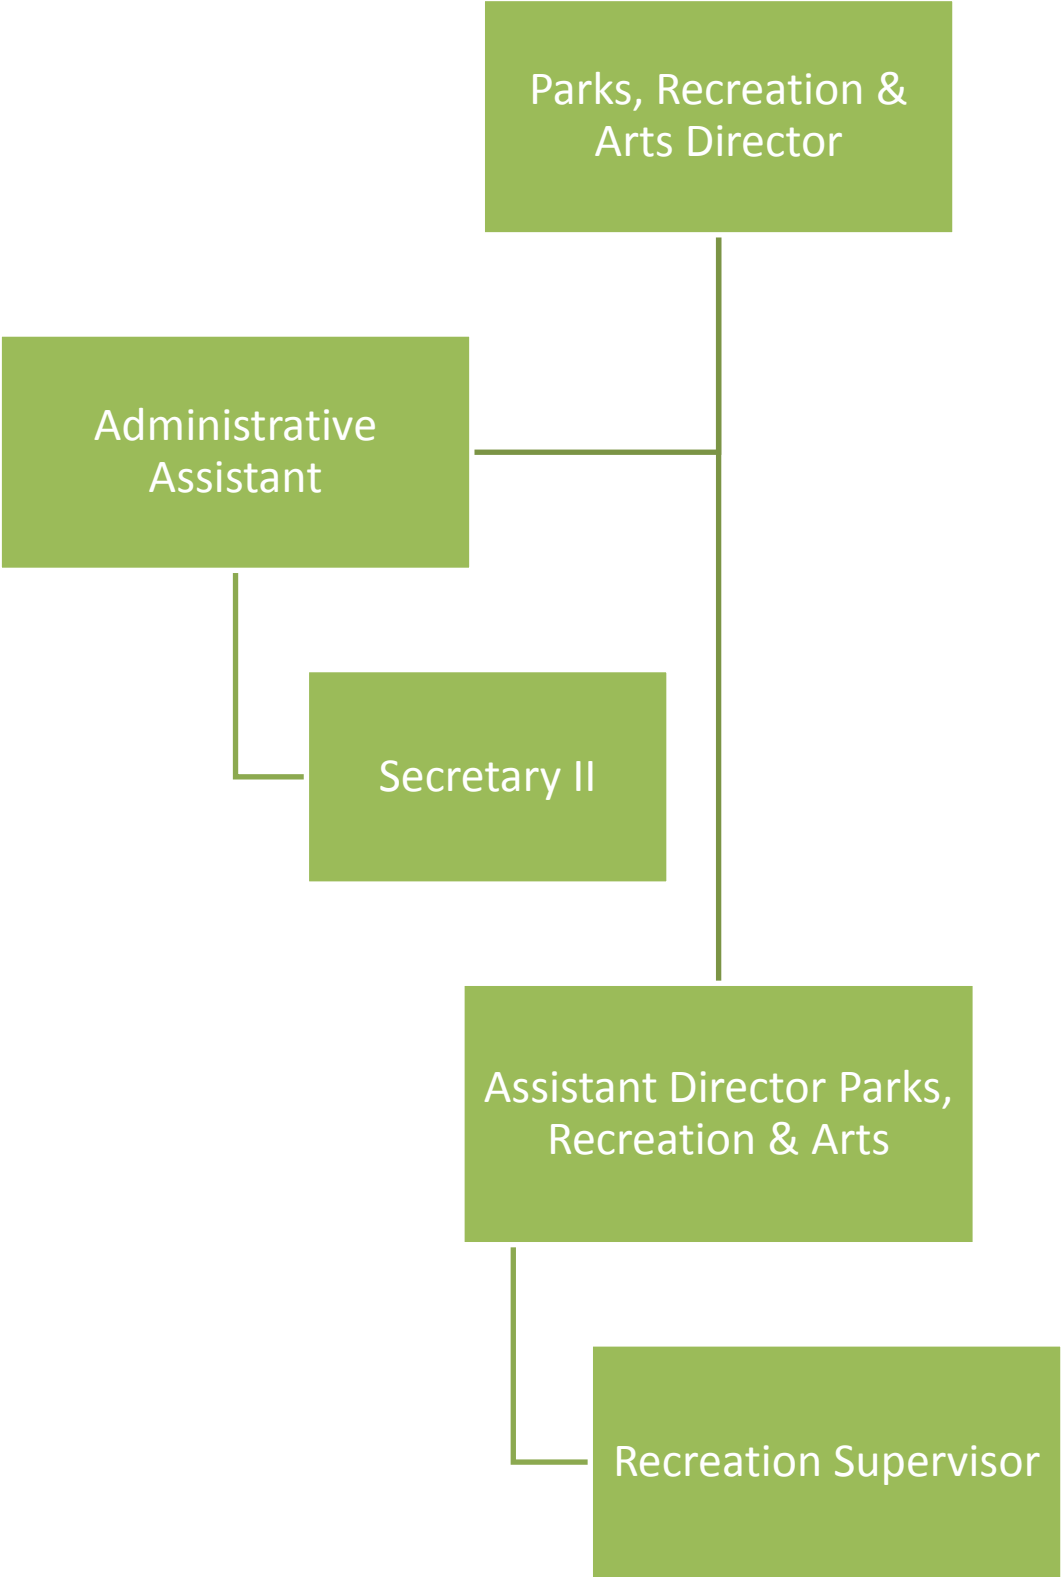 Parks, Recreation &
Arts Director
Administrative
Assistant
Secretary II
Assistant Director Parks,
Recreation & Arts
Recreation Supervisor